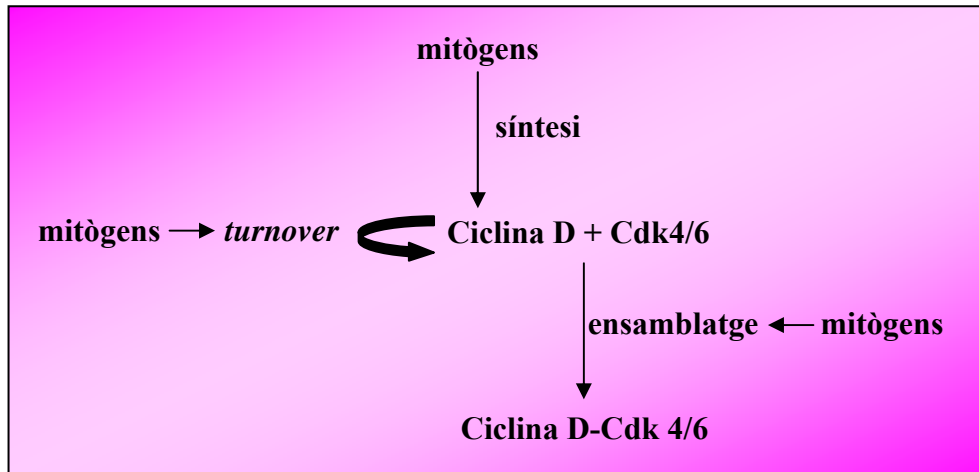 mitògens
síntesi
mitògens turnover Ciclina D + Cdk4/6
ensamblatge mitògens
Ciclina D-Cdk 4/6